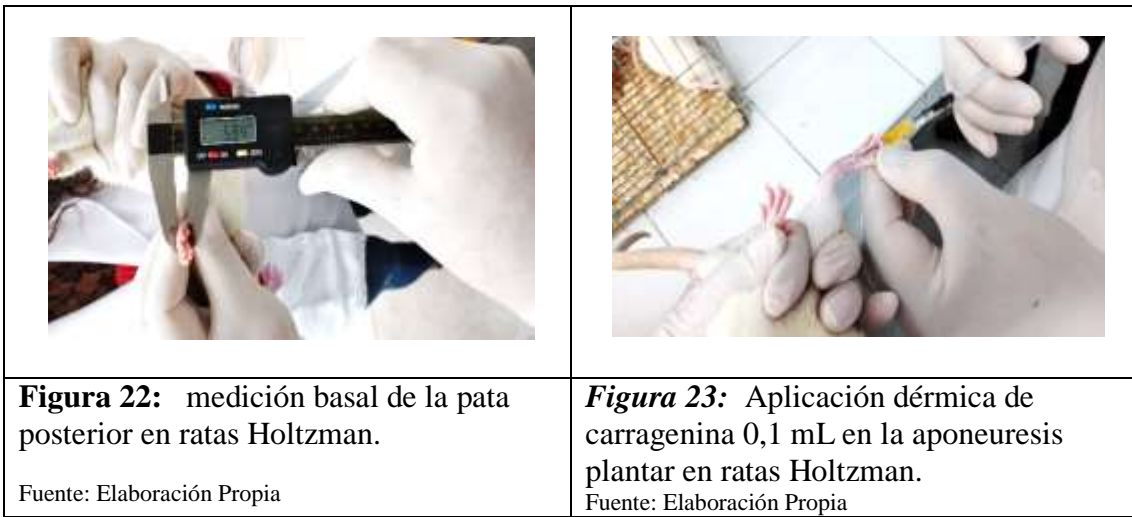 Figura 22: medición basal de la pata
posterior en ratas Holtzman.
Fuente: Elaboración Propia
Figura 23: Aplicación dérmica de
carragenina 0,1 mL en la aponeuresis
plantar en ratas Holtzman.
Fuente: Elaboración Propia